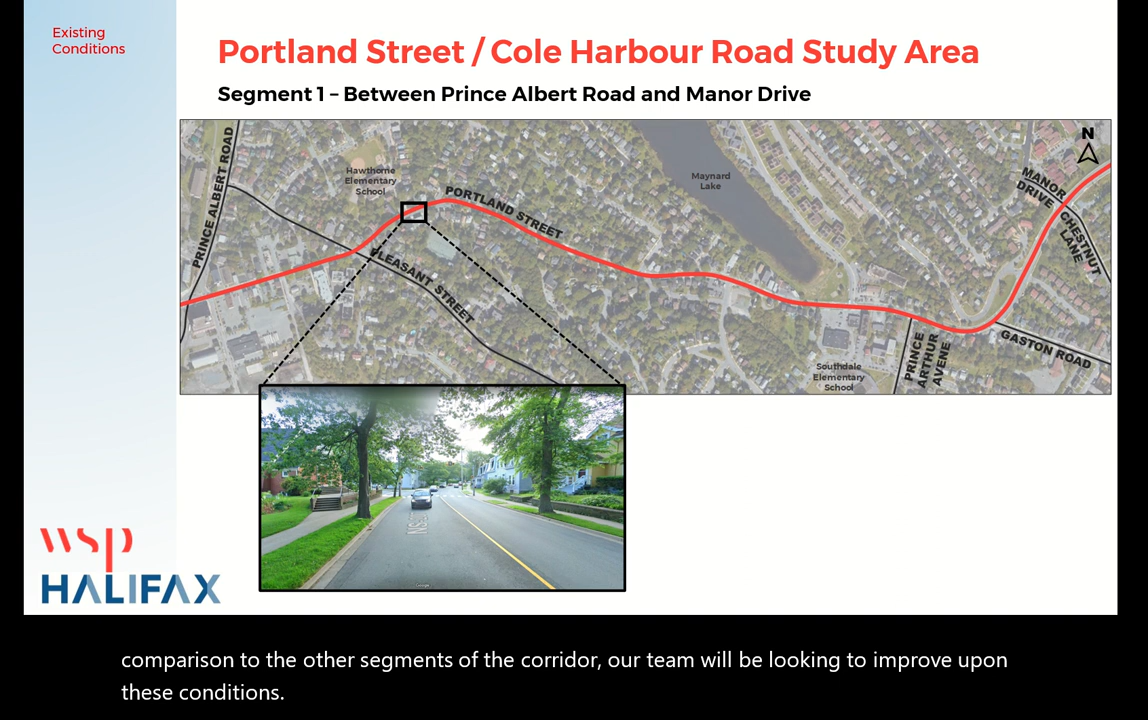 Existing
Conditions
Portland Street / Cole Harbour Road Study Area
Segment 1 – Between Prince Albert Road and Manor Drive
N
PRINCE ALBERT ROAD
Hawthorne
Elementary
School
PORTLAND STREET
Maynard
Lake
MANOR
DRIVE
CHESTNUT
LANE
PLEASANT STREET
GASTON ROAD
PRINCE
ARTHUR
AVENE
Southdale
Elementary
School
wsp
HALIFAX
comparison to the other segments of the corridor, our team will be looking to improve upon
these conditions.